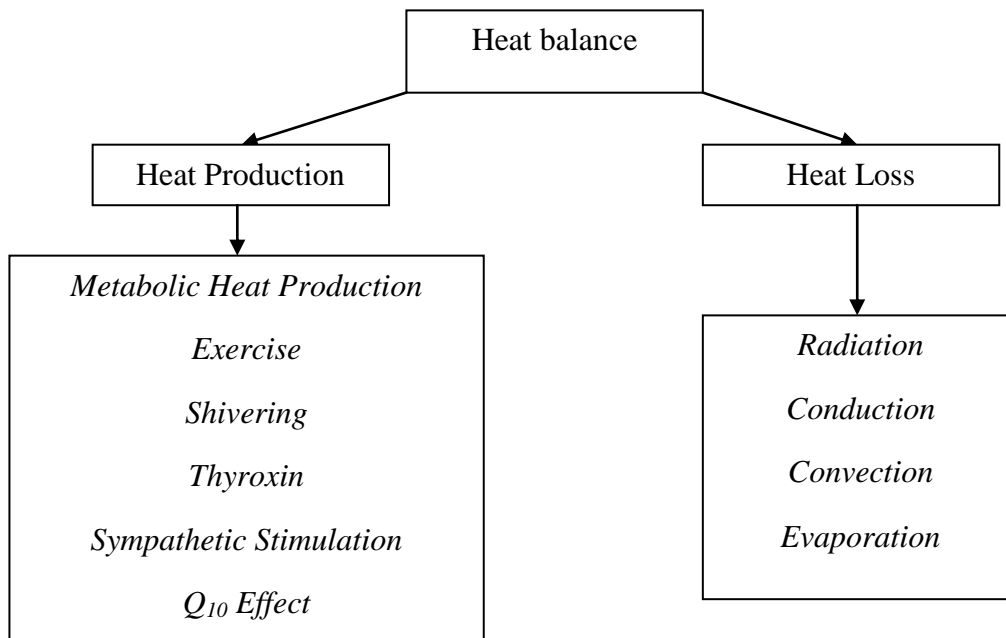 Heat balance
Heat Production
Heat Loss
Metabolic Heat Production
Exercise
Shivering
Thyroxin
Sympathetic Stimulation
Q10 Effect
Radiation
Conduction
Convection
Evaporation